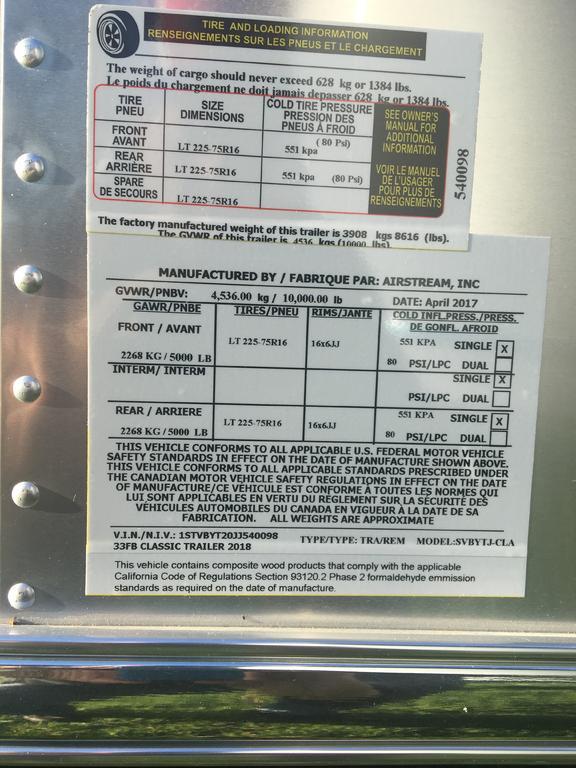 TIRE AND LOADING INFORMATION
RENSEIGNEMENTS SUR LES PNEUS ET LE CHARGEMENT
The weight of cargo should never exceed 628 kg or 1384 lbs.
Le poids du chargement ne doit jamais depasser 628 kg or 1384 lbs.
TIRE PNEU
SIZE DIMENSIONS
COLD TIRE PRESSURE PRESSION DES PNEUS À FROID
SEE OWNER'S MANUAL FOR ADDITIONAL INFORMATION
VOIR LE MANUEL DE L'USAGER POUR PLUS DE RENSEIGNEMENTS
FRONT AVANT LT 225-75R16 551 kpa (80 Psi)
REAR ARRIÈRE LT 225-75R16 551 kpa (80 Psi)
SPARE DE SECOURS LT 225-75R16
540098
The factory manufactured weight of this trailer is 3908 kgs 8616 (lbs).
The GVWR of this trailer is 4536 kgs (10000 lbs)
MANUFACTURED BY / FABRIQUE PAR: AIRSTREAM, INC
GVWR/PNBV: 4,536.00 kg / 10,000.00 lb DATE: April 2017
GAWR/PNBE TIRES/PNEU RIMS/JANTE COLD INFL.PRESS./PRESS. DE GONFL. AFROID
FRONT / AVANT LT 225-75R16 16x6JJ 551 KPA SINGLE X
2268 KG / 5000 LB 80 PSI/LPC DUAL
INTERM/ INTERM SINGLE X
PSI/LPC DUAL
REAR / ARRIERE LT 225-75R16 16x6JJ 551 KPA SINGLE X
2268 KG / 5000 LB 80 PSI/LPC DUAL
THIS VEHICLE CONFORMS TO ALL APPLICABLE U.S. FEDERAL MOTOR VEHICLE
SAFETY STANDARDS IN EFFECT ON THE DATE OF MANUFACTURE SHOWN ABOVE.
THIS VEHICLE CONFORMS TO ALL APPLICABLE STANDARDS PRESCRIBED UNDER
THE CANADIAN MOTOR VEHICLE SAFETY REGULATIONS IN EFFECT ON THE DATE
OF MANUFACTURE/CE VÉHICULE EST CONFORME À TOUTES LES NORMES QUI
LUI SONT APPLICABLES EN VERTU DU REGLEMENT SUR LA SÉCURITÉ DES
VÉHICULES AUTOMOBILES DU CANADA EN VIGUEUR À LA DATE DE SA
FABRICATION. ALL WEIGHTS ARE APPROXIMATE
V.I.N./N.I.V.: 1STVBYT20JJ540098 TYPE/TYPE: TRA/REM MODEL:SVBYTJ-CLA
33FB CLASSIC TRAILER 2018
This vehicle contains composite wood products that comply with the applicable
California Code of Regulations Section 93120.2 Phase 2 formaldehyde emmission
standards as required on the date of manufacture.